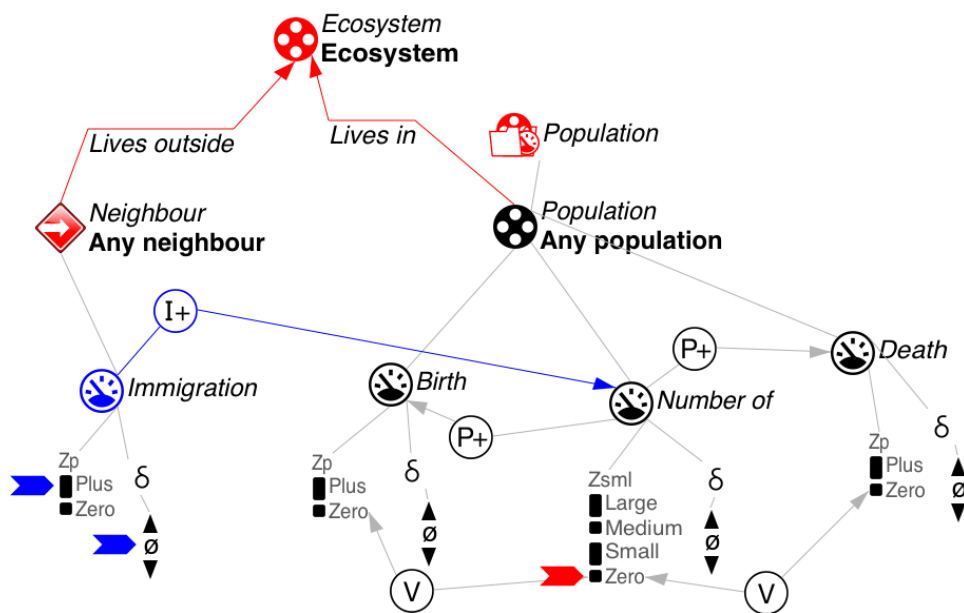 Ecosystem
Ecosystem
Lives outside
Lives in
Population
Neighbour
Any neighbour
Population
Any population
I+
P+
Death
Immigration
Birth
Number of
P+
Zp
Plus
Zero
δ
ø
Zp
Plus
Zero
δ
ø
Zsml
Large
Medium
Small
Zero
δ
ø
Zp
Plus
Zero
δ
ø
V
V